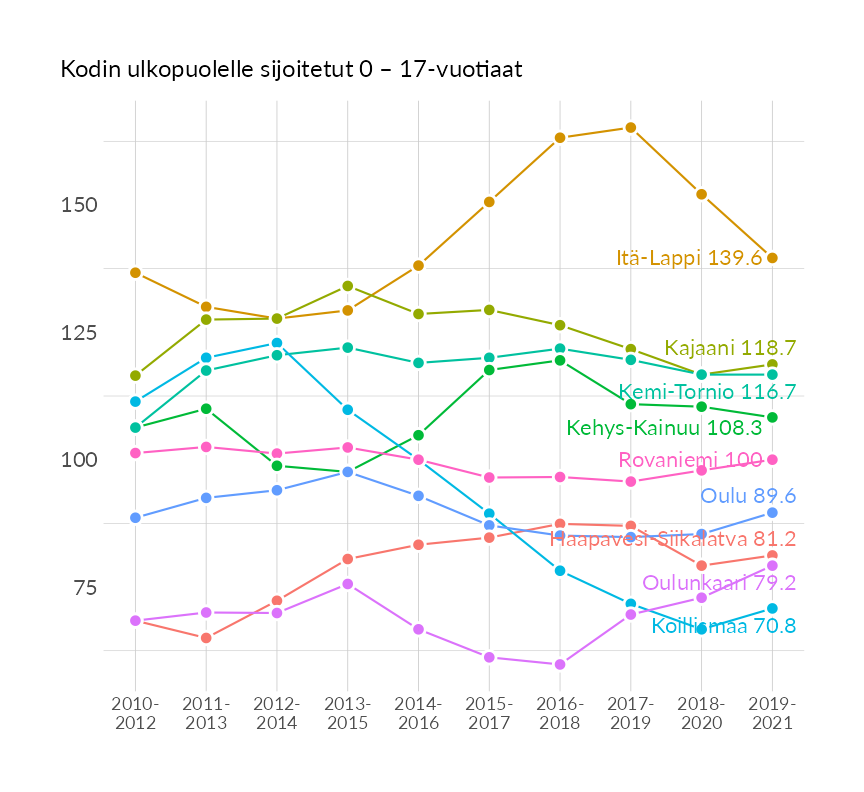 Kodin ulkopuolelle sijoitetut 0 – 17-vuotiaat
150
125
100
75
Itä-Lappi 139.6
Kajaani 118.7
Kemi-Tornio 116.7
Kehys-Kainuu 108.3
Rovaniemi 100
Oulu 89.6
Haapavesi-Siikalatva 81.2
Oulunkaari 79.2
Koillismaa 70.8
2010-
2012
2011-
2013
2012-
2014
2013-
2015
2014-
2016
2015-
2017
2016-
2018
2017-
2019
2018-
2020
2019-
2021